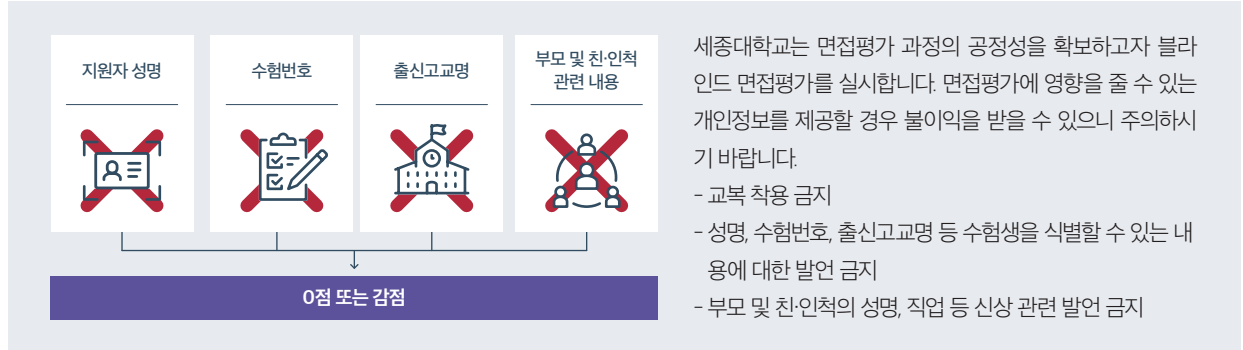 지원자 성명
수험번호
출신고교명
부모 및 친·인척
관련 내용
0점 또는 감점
세종대학교는 면접평가 과정의 공정성을 확보하고자 블라
인드 면접평가를 실시합니다. 면접평가에 영향을 줄 수 있는
개인정보를 제공할 경우 불이익을 받을 수 있으니 주의하시
기 바랍니다.
- 교복 착용 금지
- 성명, 수험번호, 출신고교명 등 수험생을 식별할 수 있는 내
용에 대한 발언 금지
- 부모 및 친·인척의 성명, 직업 등 신상 관련 발언 금지